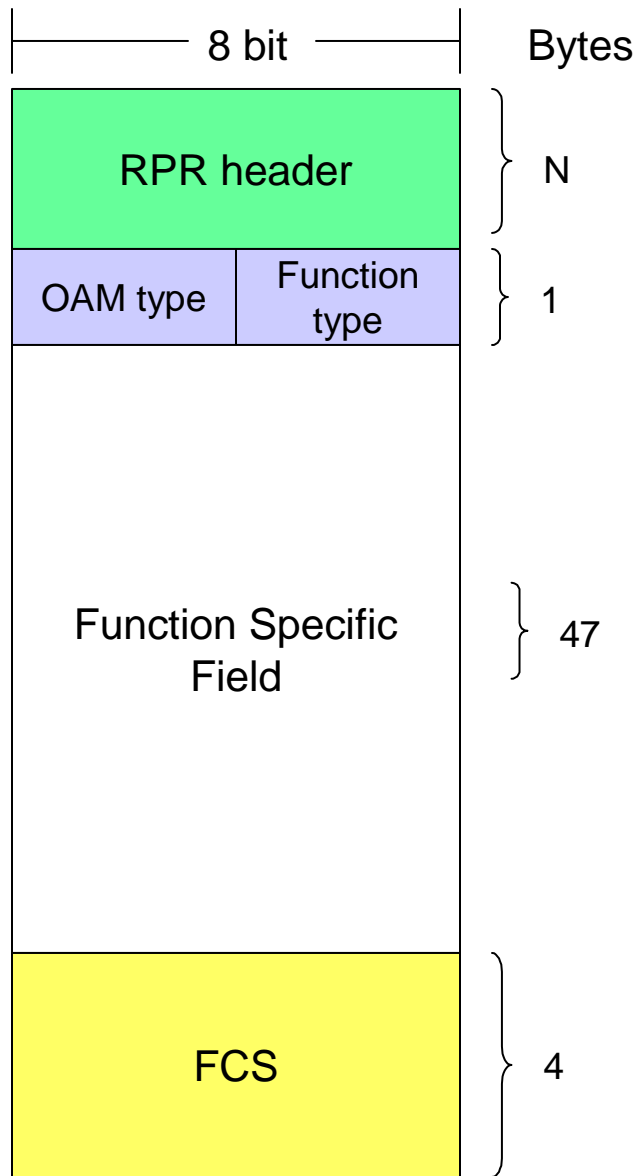 8 bit Bytes
RPR header N
OAM type Function type 1
Function Specific
Field 47
FCS 4